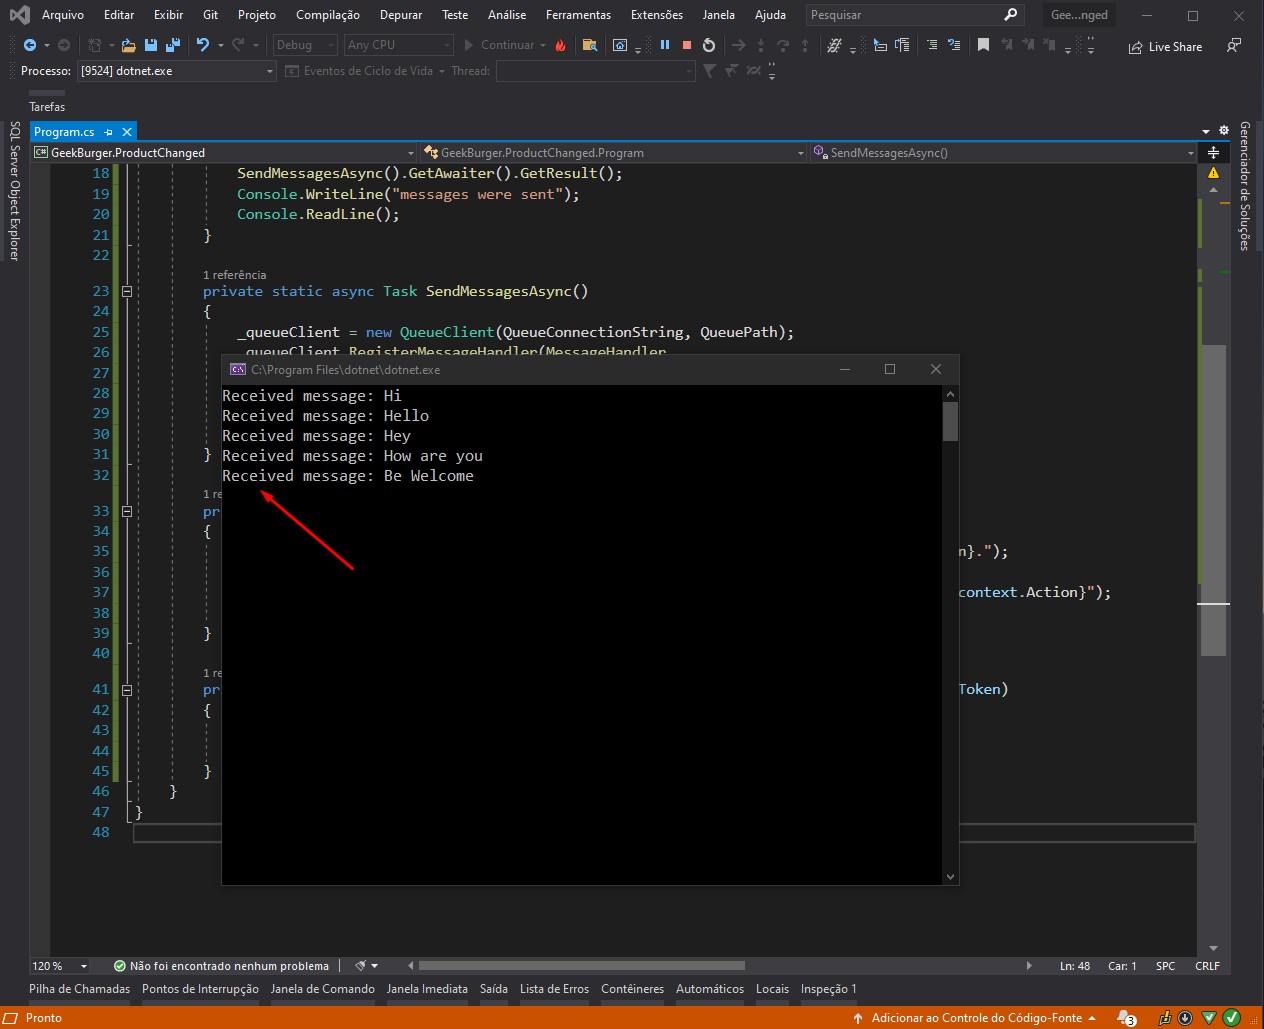 Arquivo Editar Exibir Git Projeto Compilação Depurar Teste Análise Ferramentas Extensões Janela Ajuda Pesquisar Gee...nged
Debug Any CPU Continuar Live Share
Processo: [9524] dotnet.exe Eventos de Ciclo de Vida Thread:
Tarefas
SQL Server Object Explorer
Gerenciador de Soluções
Program.cs
C# GeekBurger.ProductChanged GeekBurger.ProductChanged.Program SendMessagesAsync()
18 SendMessagesAsync().GetAwaiter().GetResult();
19 Console.WriteLine("messages were sent");
20 Console.ReadLine();
21 }
22
1 referência
23 private static async Task SendMessagesAsync()
24 {
25 _queueClient = new QueueClient(QueueConnectionString, QueuePath);
26 _queueClient.RegisterMessageHandler(MessageHandler
C:\Program Files\dotnet\dotnet.exe
Received message: Hi
Received message: Hello
Received message: Hey
Received message: How are you
Received message: Be Welcome
27
28
29
30
31 }
32
1 re
33 pr
34 {
35 n}.");
36
37 context.Action}");
38
39 }
40
1 re
41 pr Token)
42 {
43
44
45 }
46 }
47 }
48
120 % Não foi encontrado nenhum problema Ln: 48 Car: 1 SPC CRLF
Pilha de Chamadas Pontos de Interrupção Janela de Comando Janela Imediata Saída Lista de Erros Contêineres Automáticos Locais Inspeção 1
Pronto Adicionar ao Controle do Código-Fonte 3